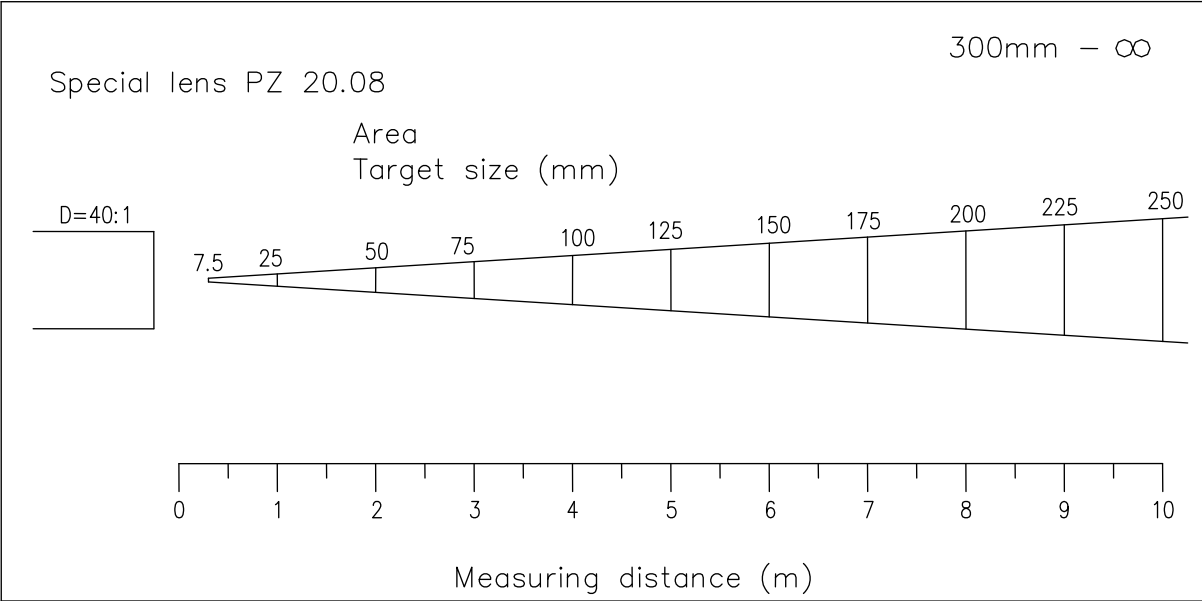 300mm - ∞
Special lens PZ 20.08
Area
Target size (mm)
D=40:1
7.5 25 50 75 100 125 150 175 200 225 250
0 1 2 3 4 5 6 7 8 9 10
Measuring distance (m)